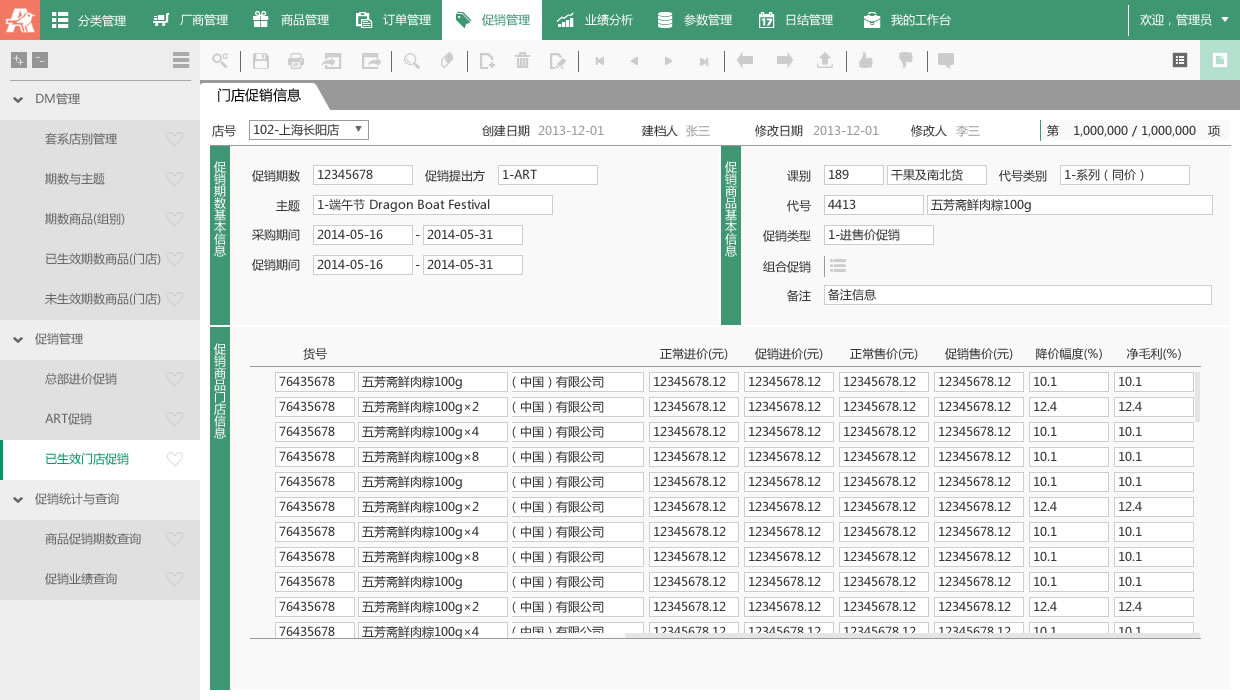 分类管理 厂商管理 商品管理 订单管理 促销管理 业绩分析 参数管理 日结管理 我的工作台 欢迎，管理员
DM管理
套系店别管理
期数与主题
期数商品(组别)
已生效期数商品(门店)
未生效期数商品(门店)
促销管理
总部进价促销
ART促销
已生效门店促销
促销统计与查询
商品促销期数查询
促销业绩查询
门店促销信息
店号 102-上海长阳店 创建日期 2013-12-01 建档人 张三 修改日期 2013-12-01 修改人 李三 第 1,000,000 / 1,000,000 项
促销期数基本信息
促销期数 12345678 促销提出方 1-ART
主题 1-端午节 Dragon Boat Festival
采购期间 2014-05-16 - 2014-05-31
促销期间 2014-05-16 - 2014-05-31
促销商品基本信息
课别 189 干果及南北货 代号类别 1-系列（同价）
代号 4413 五芳斋鲜肉粽100g
促销类型 1-进售价促销
组合促销
备注 备注信息
促销商品门店信息
货号 正常进价(元) 促销进价(元) 正常售价(元) 促销售价(元) 降价幅度(%) 净毛利(%)
76435678 五芳斋鲜肉粽100g （中国）有限公司 12345678.12 12345678.12 12345678.12 12345678.12 10.1 10.1
76435678 五芳斋鲜肉粽100g×2 （中国）有限公司 12345678.12 12345678.12 12345678.12 12345678.12 12.4 12.4
76435678 五芳斋鲜肉粽100g×4 （中国）有限公司 12345678.12 12345678.12 12345678.12 12345678.12 10.1 10.1
76435678 五芳斋鲜肉粽100g×8 （中国）有限公司 12345678.12 12345678.12 12345678.12 12345678.12 10.1 10.1
76435678 五芳斋鲜肉粽100g （中国）有限公司 12345678.12 12345678.12 12345678.12 12345678.12 10.1 10.1
76435678 五芳斋鲜肉粽100g×2 （中国）有限公司 12345678.12 12345678.12 12345678.12 12345678.12 12.4 12.4
76435678 五芳斋鲜肉粽100g×4 （中国）有限公司 12345678.12 12345678.12 12345678.12 12345678.12 10.1 10.1
76435678 五芳斋鲜肉粽100g×8 （中国）有限公司 12345678.12 12345678.12 12345678.12 12345678.12 10.1 10.1
76435678 五芳斋鲜肉粽100g （中国）有限公司 12345678.12 12345678.12 12345678.12 12345678.12 10.1 10.1
76435678 五芳斋鲜肉粽100g×2 （中国）有限公司 12345678.12 12345678.12 12345678.12 12345678.12 12.4 12.4
76435678 五芳斋鲜肉粽100g×4 （中国）有限公司 12345678.12 12345678.12 12345678.12 12345678.12 10.1 10.1